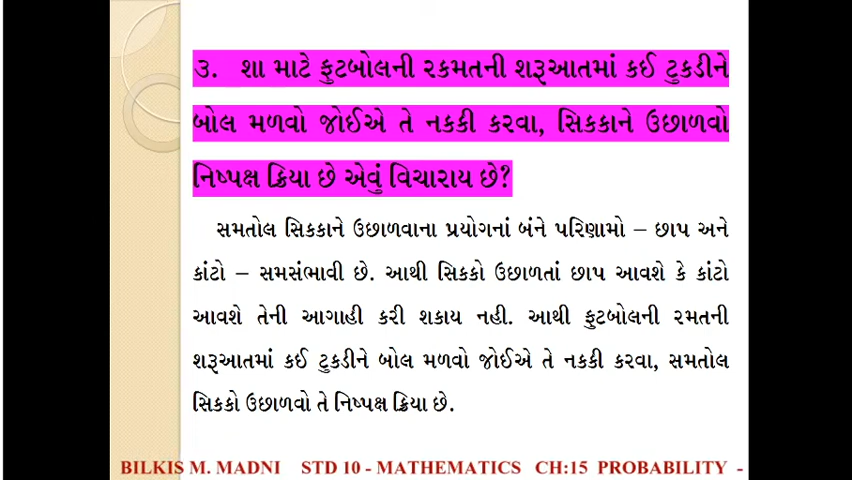 ૩. શા માટે ફુટબોલની રકમતની શરૂઆતમાં કઈ ટુકડીને
બોલ મળવો જોઈએ તે નકકી કરવા, સિકકાને ઉછાળવો
નિષ્પક્ષ ક્રિયા છે એવું વિચારાય છે?
સમતોલ સિકકાને ઉછાળવાના પ્રયોગનાં બંને પરિણામો – છાપ અને
કાંટો – સમસંભાવી છે. આથી સિકકો ઉછાળતાં છાપ આવશે કે કાંટો
આવશે તેની આગાહી કરી શકાય નહી. આથી ફુટબોલની રમતની
શરૂઆતમાં કઈ ટુકડીને બોલ મળવો જોઈએ તે નકકી કરવા, સમતોલ
સિકકો ઉછાળવો તે નિષ્પક્ષ ક્રિયા છે.
BILKIS M. MADNI STD 10 - MATHEMATICS CH:15 PROBABILITY -